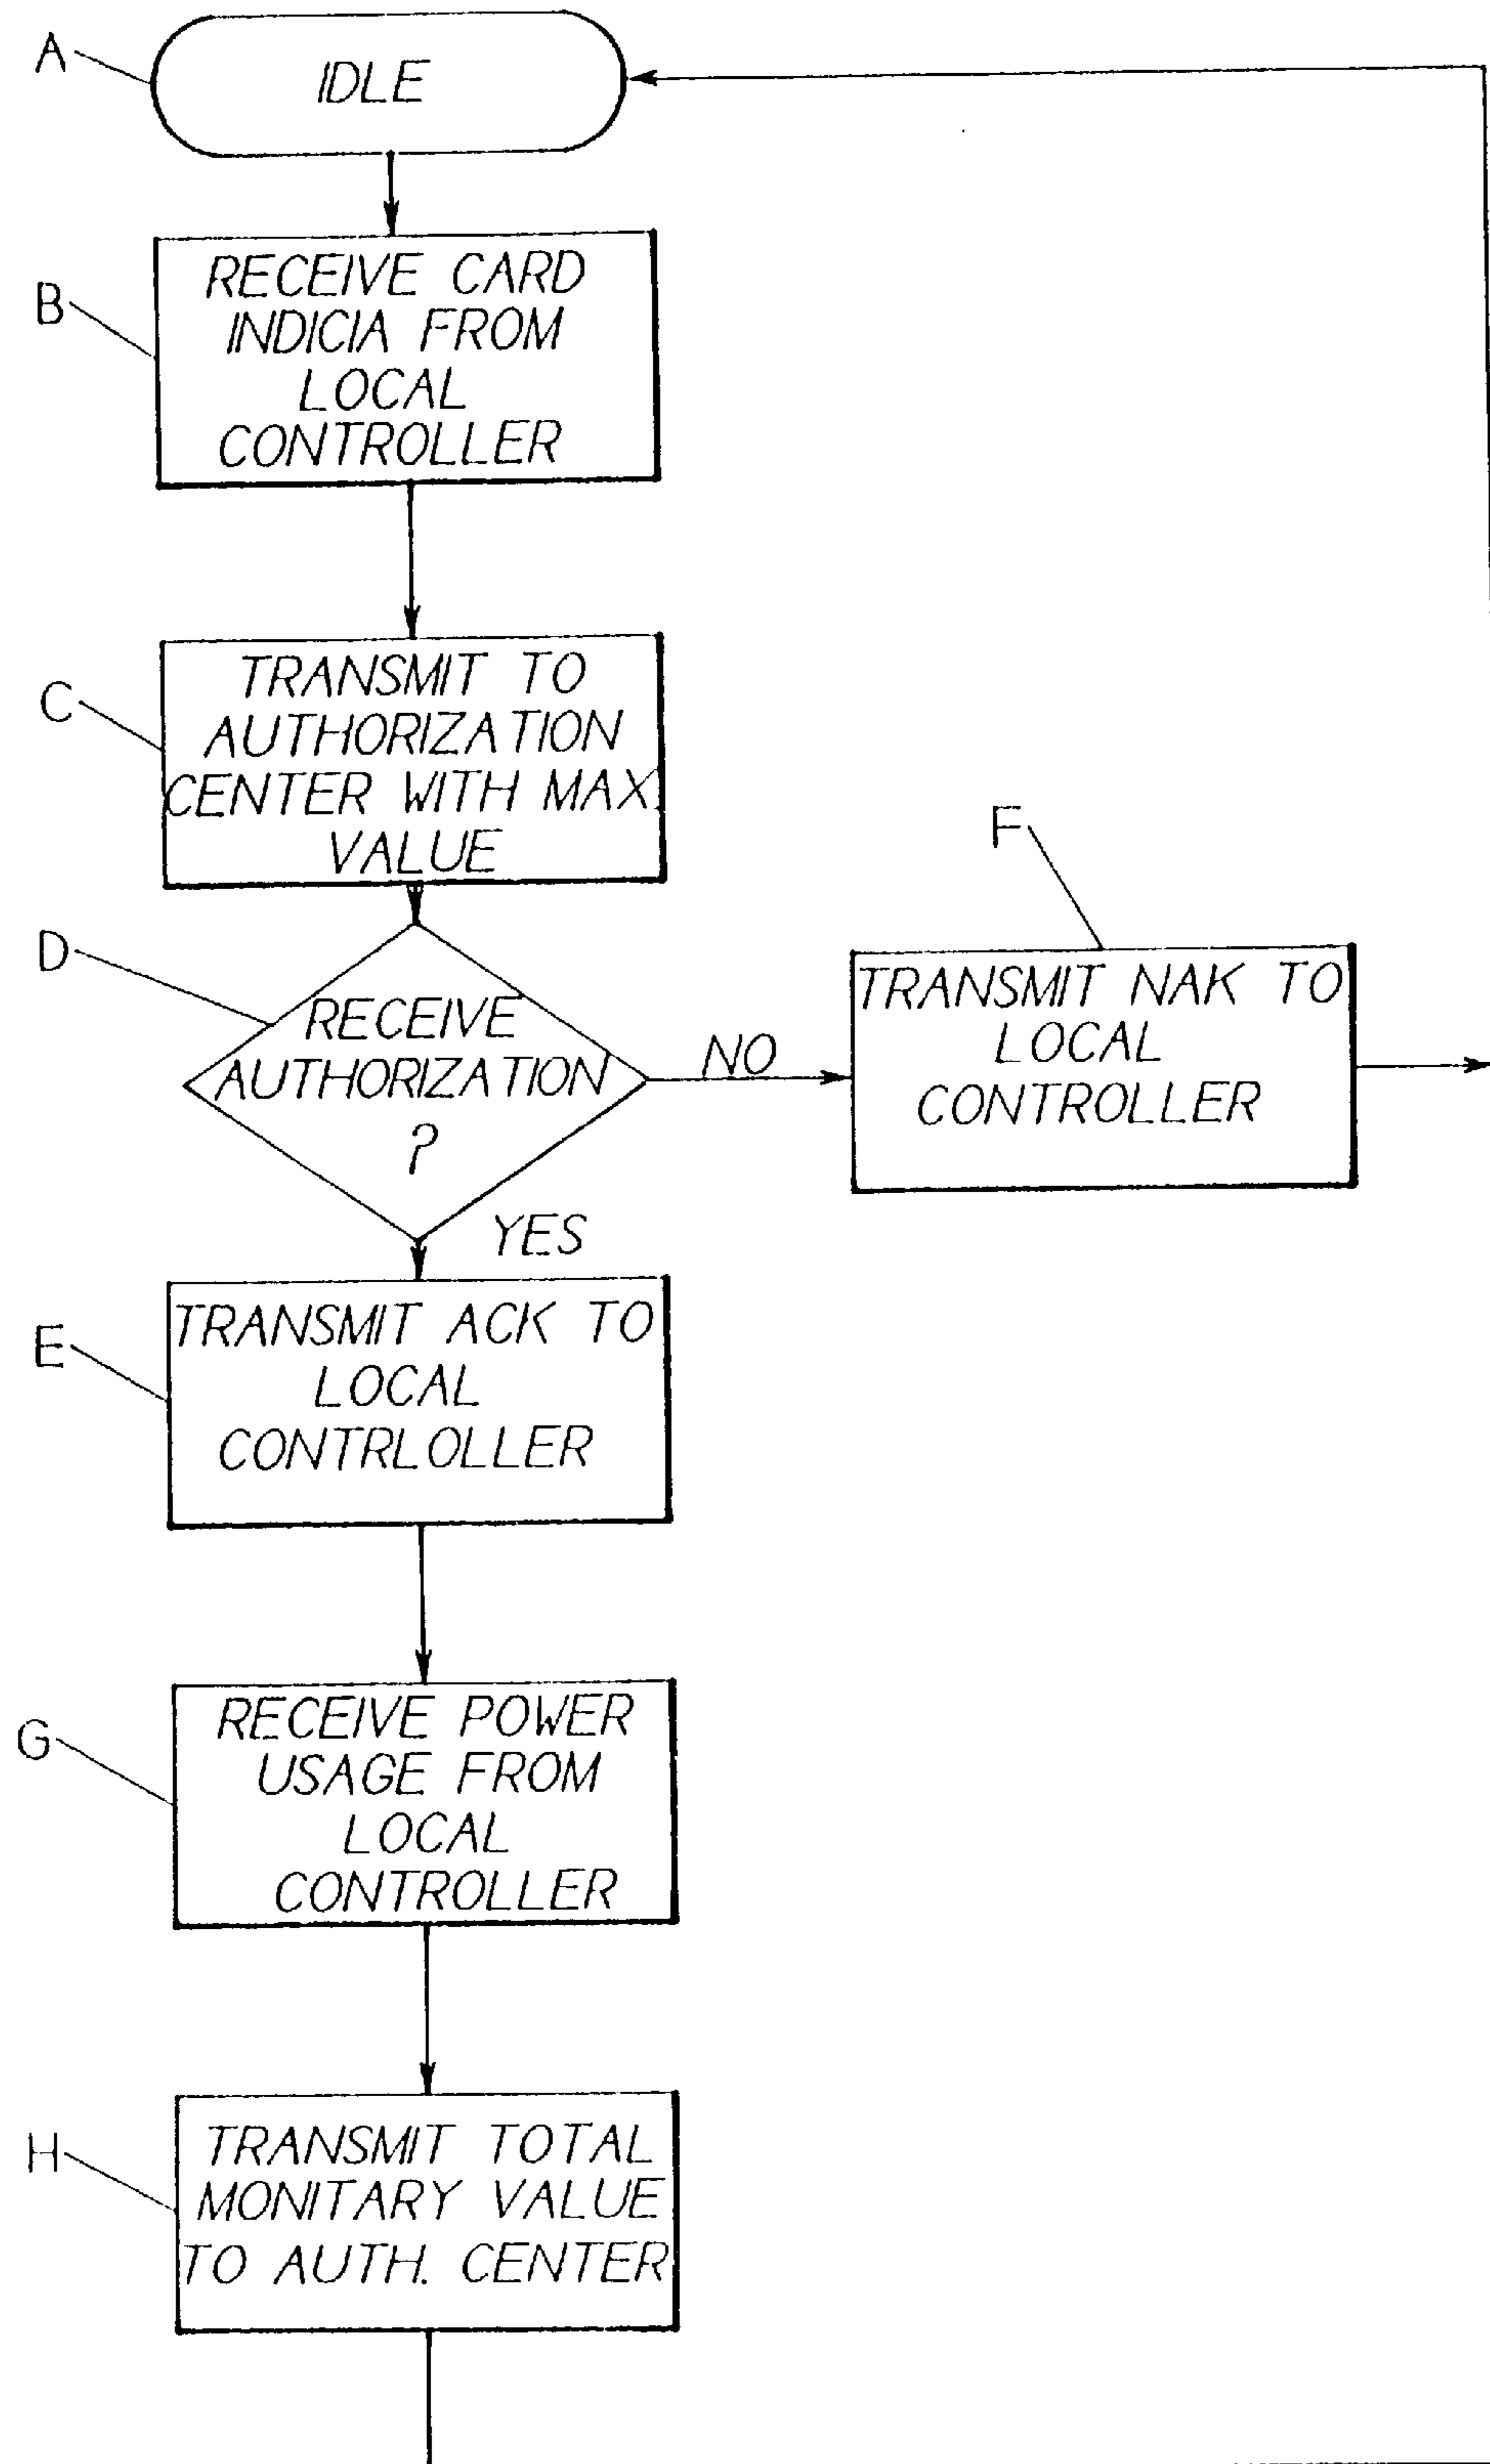 A
IDLE
B
RECEIVE CARD
INDICIA FROM
LOCAL
CONTROLLER
C
TRANSMIT TO
AUTHORIZATION
CENTER WITH MAX.
VALUE
D
RECEIVE
AUTHORIZATION
?
NO
F
TRANSMIT NAK TO
LOCAL
CONTROLLER
YES
E
TRANSMIT ACK TO
LOCAL
CONTRLOLLER
G
RECEIVE POWER
USAGE FROM
LOCAL
CONTROLLER
H
TRANSMIT TOTAL
MONITARY VALUE
TO AUTH. CENTER